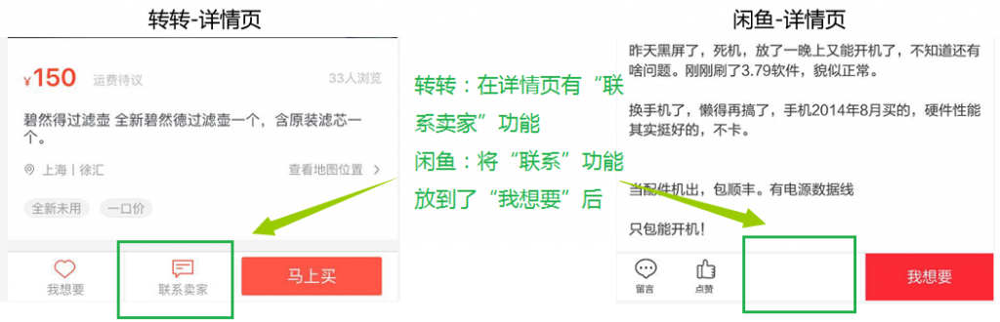 转转-详情页
¥150 运费待议 33人浏览
碧然得过滤壶 全新碧然德过滤壶一个，含原装滤芯一
个。
上海丨徐汇 查看地图位置
全新未用 一口价
我想要 联系卖家 马上买
转转：在详情页有“联
系卖家”功能
闲鱼：将“联系”功能
放到了“我想要”后
闲鱼-详情页
昨天黑屏了，死机，放了一晚上又能开机了，不知道还有
啥问题。刚刚刷了3.79软件，貌似正常。
换手机了，懒得再搞了，手机2014年8月买的，硬件性能
其实挺好的，不卡。
当配件机出，包顺丰。有电源数据线
只包能开机！
留言 点赞 我想要